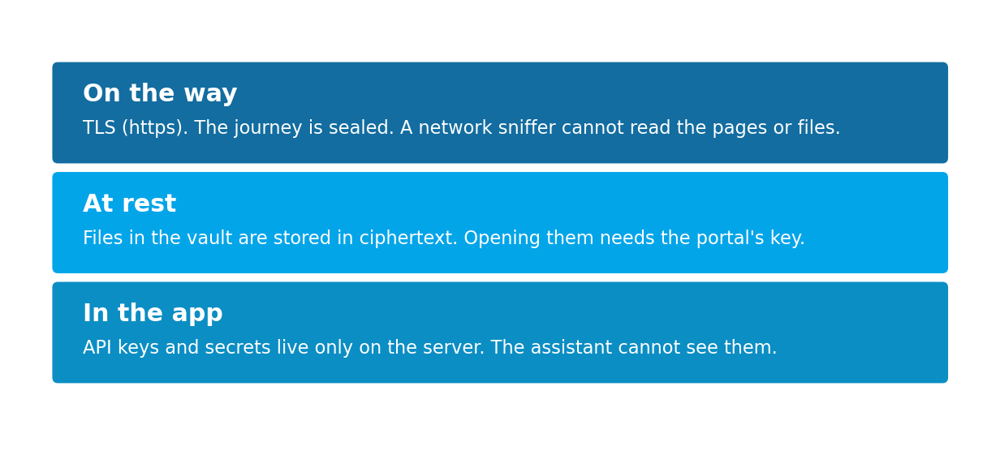 On the way
TLS (https). The journey is sealed. A network sniffer cannot read the pages or files.
At rest
Files in the vault are stored in ciphertext. Opening them needs the portal's key.
In the app
API keys and secrets live only on the server. The assistant cannot see them.